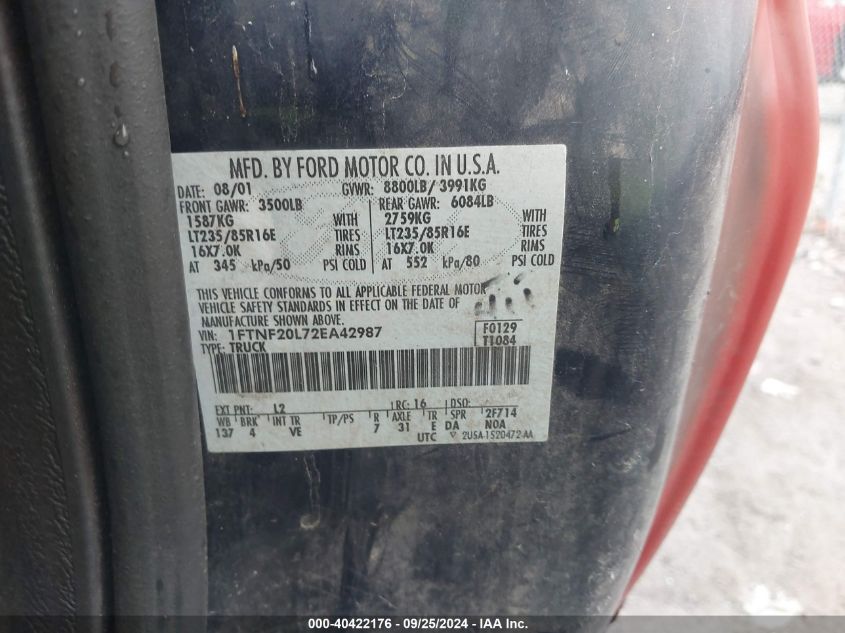 MFD. BY FORD MOTOR CO. IN U.S.A.
DATE: 08/01 GVWR: 8800LB/ 3991KG
FRONT GAWR: 3500LB REAR GAWR: 6084LB
1587KG WITH 2759KG WITH
LT235/85R16E TIRES LT235/85R16E TIRES
16X7.0K RIMS 16X7.0K RIMS
AT 345 kPa/50 PSI COLD AT 552 kPa/80 PSI COLD
THIS VEHICLE CONFORMS TO ALL APPLICABLE FEDERAL MOTOR
VEHICLE SAFETY STANDARDS IN EFFECT ON THE DATE OF
MANUFACTURE SHOWN ABOVE.
VIN: 1FTNF20L72EA42987 F0129
TYPE: TRUCK T1084
EXT PNT: L2 RC: 16 DSO:
WB BRK INT TR TP/PS R AXLE TR SPR 2F714
137 4 VE 7 31 E DA NOA
UTC 2U5A-1520472-AA
000-40422176 - 09/25/2024 - IAA Inc.